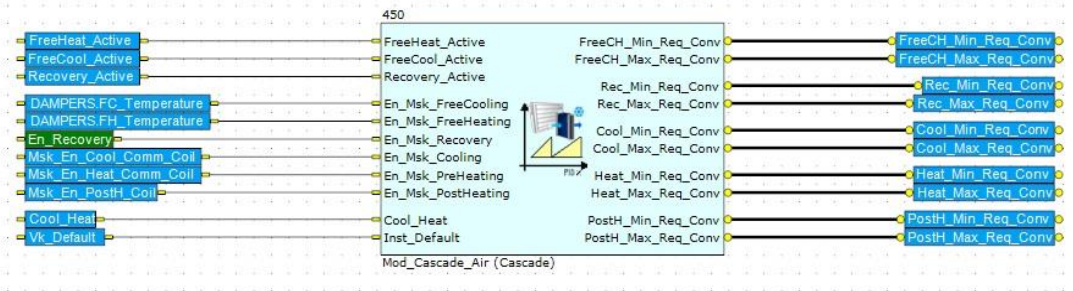 450
FreeHeat_Active
FreeCool_Active
Recovery_Active
DAMPERS.FC_Temperature
DAMPERS.FH_Temperature
En_Recovery
Msk_En_Cool_Comm_Coil
Msk_En_Heat_Comm_Coil
Msk_En_PostH_Coil
Cool_Heat
Vk_Default
FreeHeat_Active
FreeCool_Active
Recovery_Active
En_Msk_FreeCooling
En_Msk_FreeHeating
En_Msk_Recovery
En_Msk_Cooling
En_Msk_PreHeating
En_Msk_PostHeating
Cool_Heat
Inst_Default
PID
FreeCH_Min_Req_Conv
FreeCH_Max_Req_Conv
Rec_Min_Req_Conv
Rec_Max_Req_Conv
Cool_Min_Req_Conv
Cool_Max_Req_Conv
Heat_Min_Req_Conv
Heat_Max_Req_Conv
PostH_Min_Req_Conv
PostH_Max_Req_Conv
FreeCH_Min_Req_Conv
FreeCH_Max_Req_Conv
Rec_Min_Req_Conv
Rec_Max_Req_Conv
Cool_Min_Req_Conv
Cool_Max_Req_Conv
Heat_Min_Req_Conv
Heat_Max_Req_Conv
PostH_Min_Req_Conv
PostH_Max_Req_Conv
Mod_Cascade_Air (Cascade)